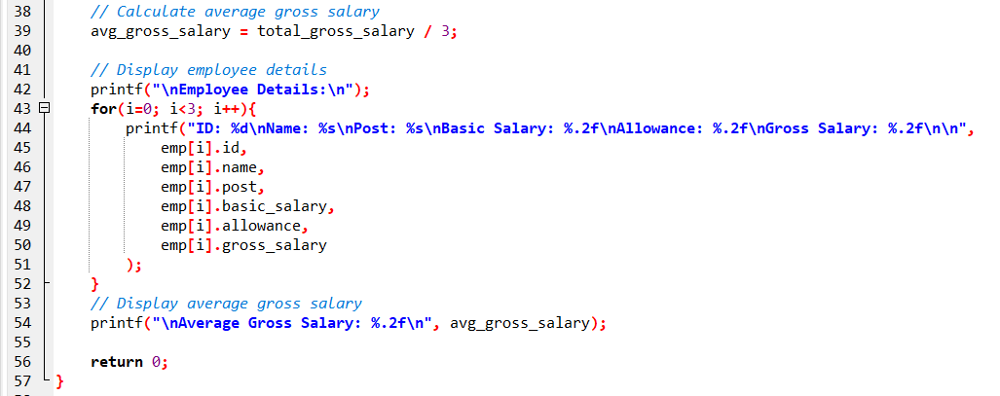 38 // Calculate average gross salary
39 avg_gross_salary = total_gross_salary / 3;
40
41 // Display employee details
42 printf("\nEmployee Details:\n");
43 for(i=0; i<3; i++){
44 printf("ID: %d\nName: %s\nPost: %s\nBasic Salary: %.2f\nAllowance: %.2f\nGross Salary: %.2f\n\n",
45 emp[i].id,
46 emp[i].name,
47 emp[i].post,
48 emp[i].basic_salary,
49 emp[i].allowance,
50 emp[i].gross_salary
51 );
52 }
53 // Display average gross salary
54 printf("\nAverage Gross Salary: %.2f\n", avg_gross_salary);
55
56 return 0;
57 }